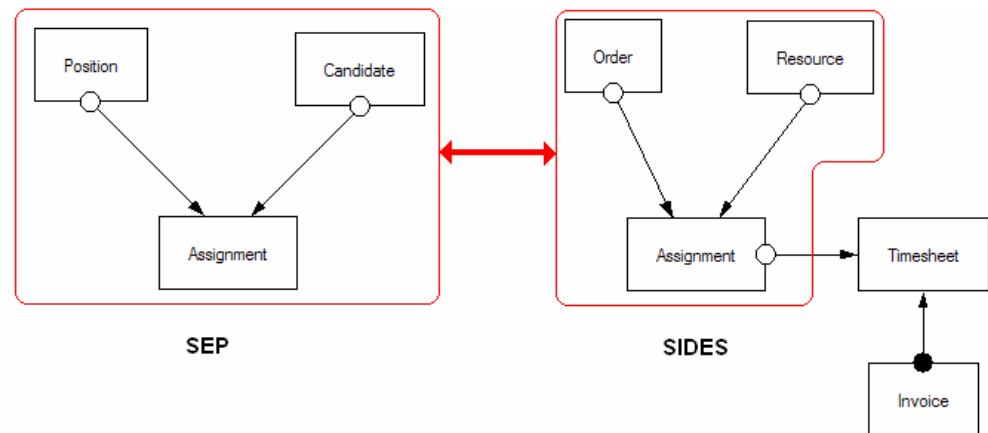 Position
Candidate
Assignment
SEP
Order
Resource
Assignment
Timesheet
SIDES
Invoice